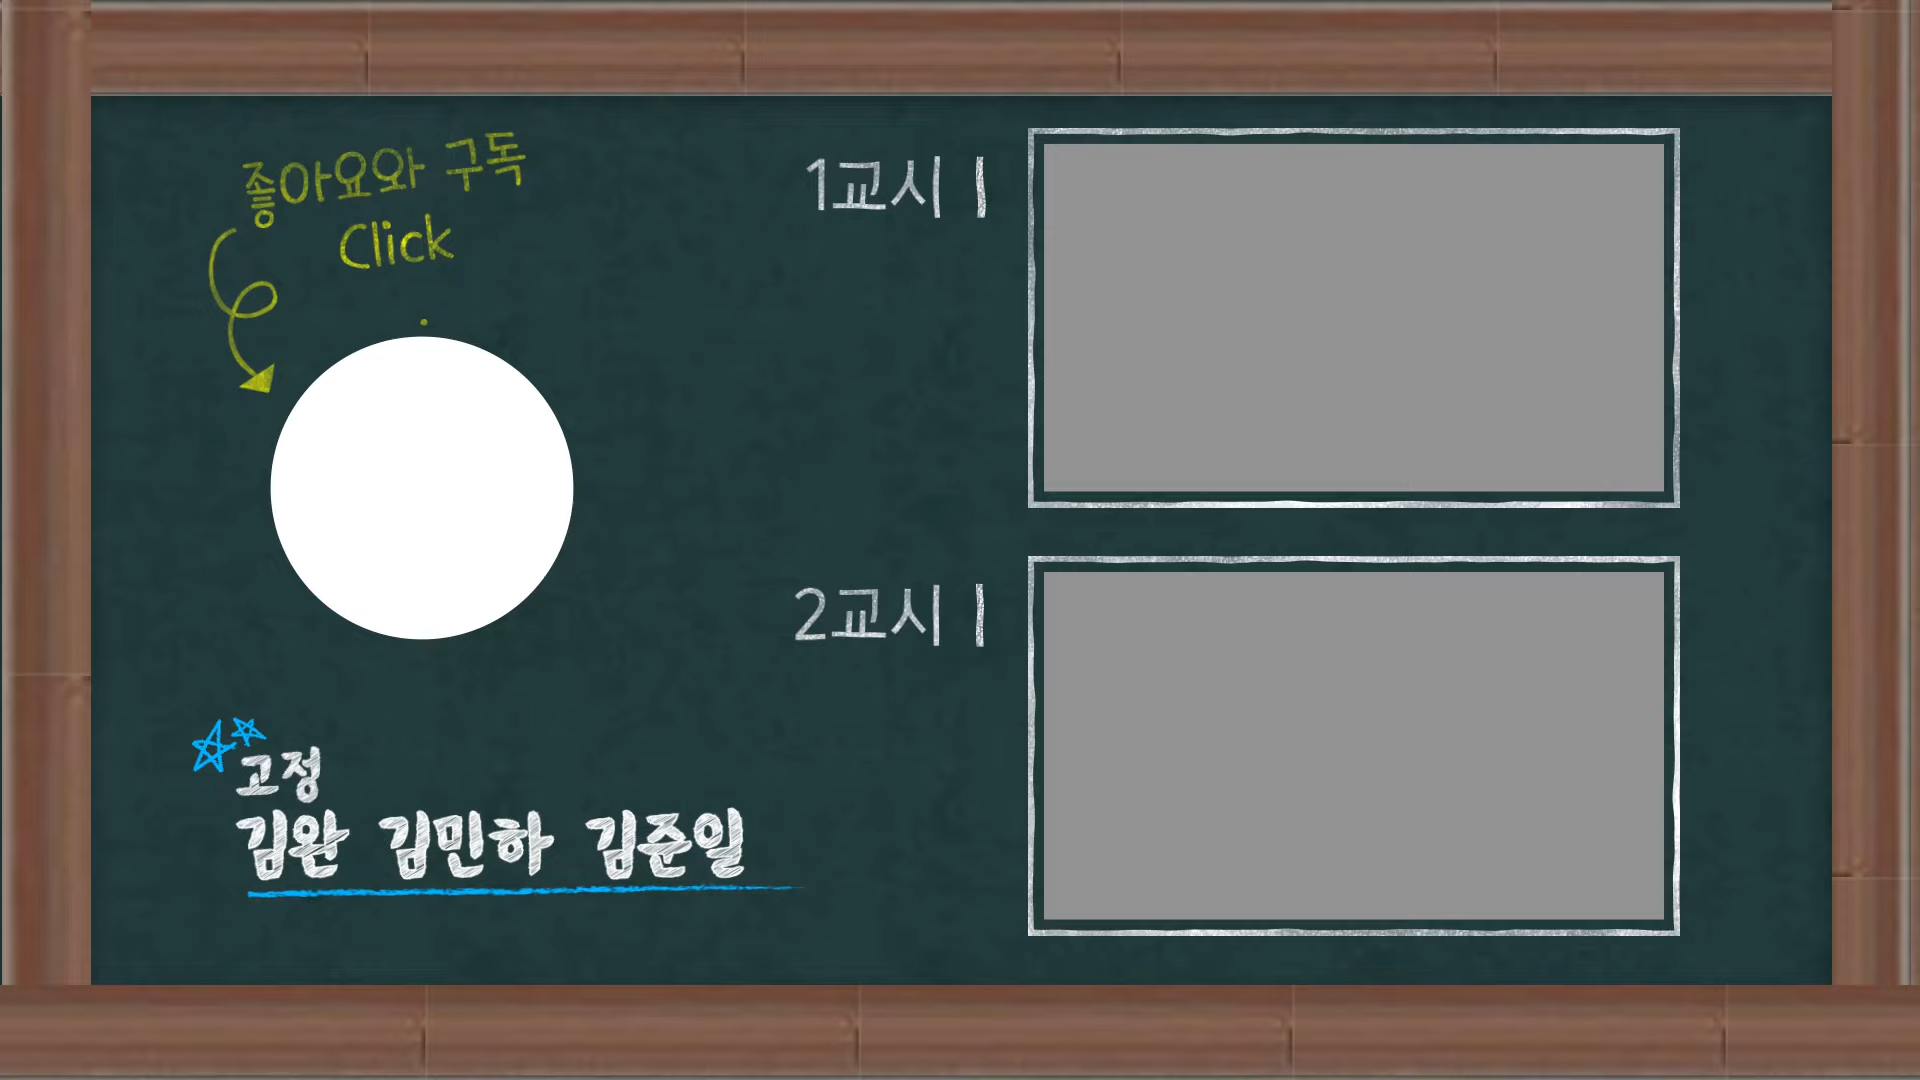 좋아요와 구독
Click
1교시 |
2교시 |
고정
김완 김민하 김준일